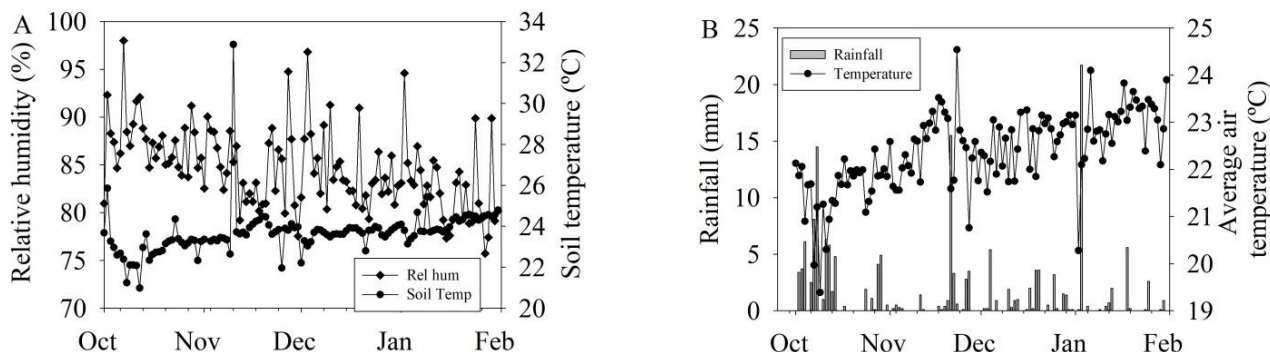 A
Relative humidity (%)
100
95
90
85
80
75
70
34
32
30
28
26
24
22
20
Soil temperature (ºC)
Rel hum
Soil Temp
Oct
Nov
Dec
Jan
Feb
B
Rainfall (mm)
25
20
15
10
5
0
25
24
23
22
21
20
19
Average air
temperature (ºC)
Rainfall
Temperature
Oct
Nov
Dec
Jan
Feb